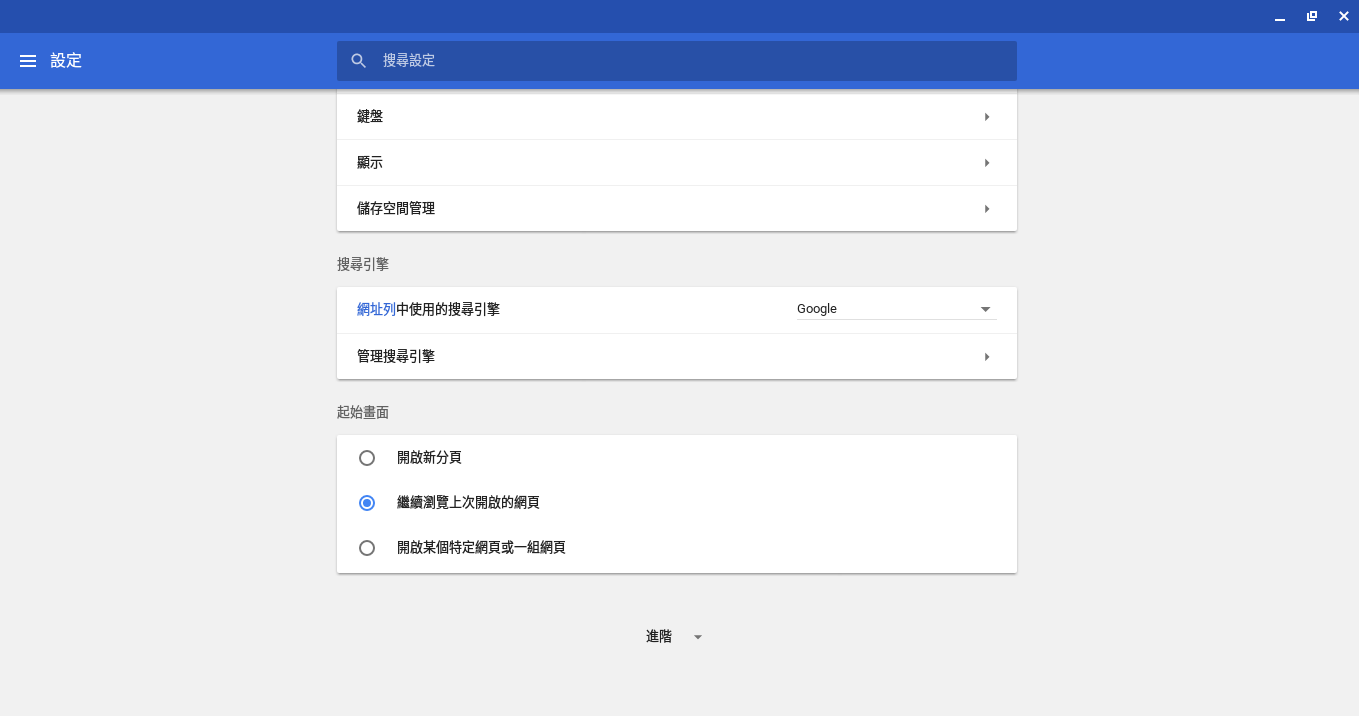 設定
搜尋設定
鍵盤
顯示
儲存空間管理
搜尋引擎
網址列中使用的搜尋引擎
Google
管理搜尋引擎
起始畫面
開啟新分頁
繼續瀏覽上次開啟的網頁
開啟某個特定網頁或一組網頁
進階